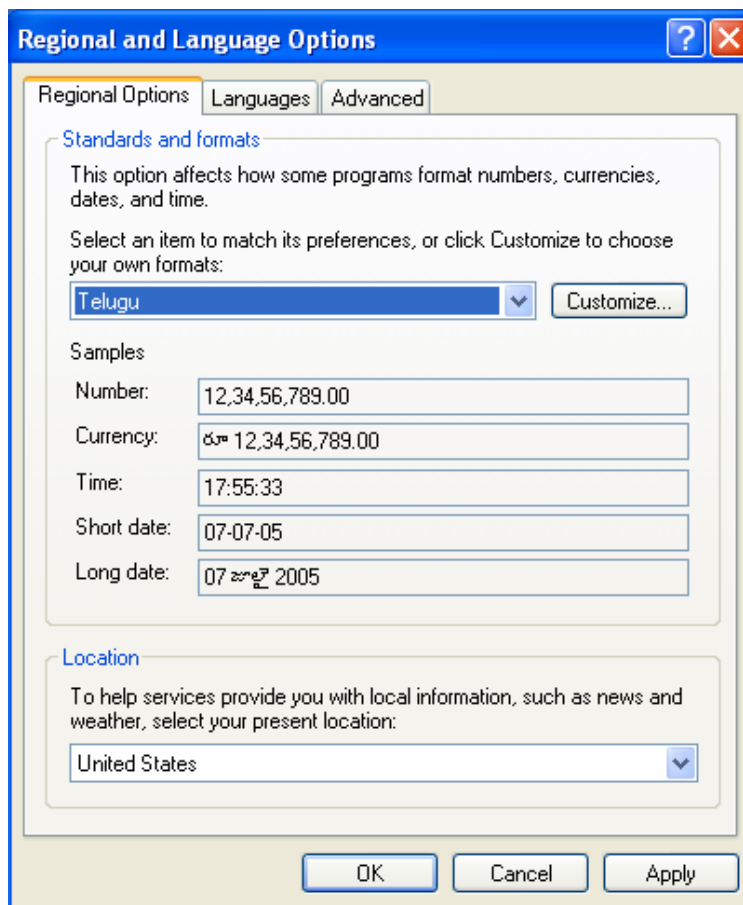 Regional and Language Options
Regional Options Languages Advanced
Standards and formats
This option affects how some programs format numbers, currencies,
dates, and time.
Select an item to match its preferences, or click Customize to choose
your own formats:
Telugu Customize...
Samples
Number: 12,34,56,789.00
Currency: రూ 12,34,56,789.00
Time: 17:55:33
Short date: 07-07-05
Long date: 07 జూలై 2005
Location
To help services provide you with local information, such as news and
weather, select your present location:
United States
OK Cancel Apply